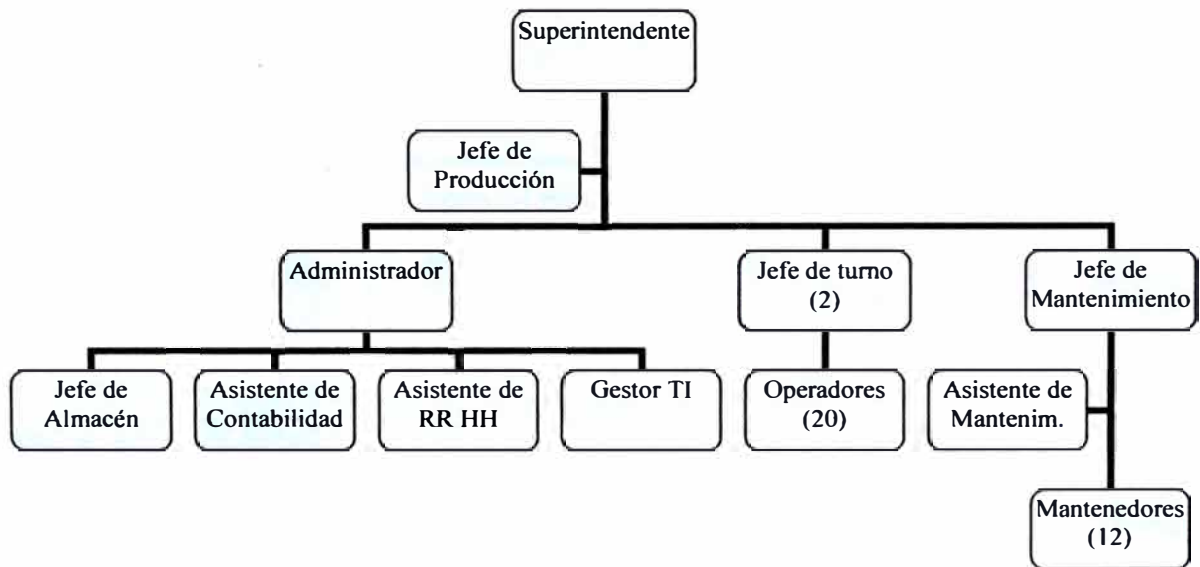 Superintendente
Jefe de
Producción
Administrador
Jefe de turno
(2)
Jefe de
Mantenimiento
Jefe de
Almacén
Asistente de
Contabilidad
Asistente de
RR HH
Gestor TI
Operadores
(20)
Asistente de
Mantenim.
Mantenedores
(12)